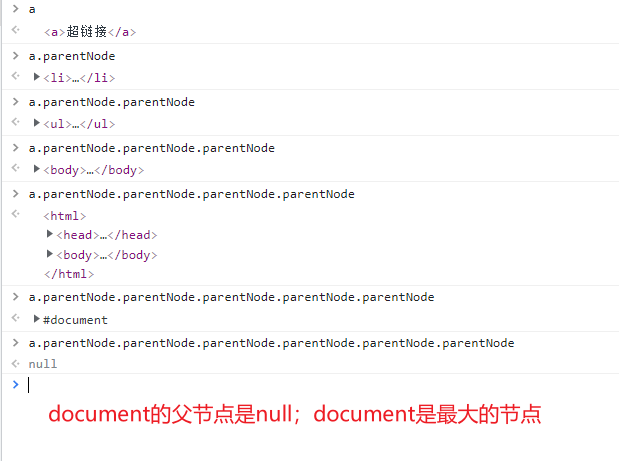 a
<a>超链接</a>
a.parentNode
<li>…</li>
a.parentNode.parentNode
<ul>…</ul>
a.parentNode.parentNode.parentNode
<body>…</body>
a.parentNode.parentNode.parentNode.parentNode
<html>
<head>…</head>
<body>…</body>
</html>
a.parentNode.parentNode.parentNode.parentNode.parentNode
#document
a.parentNode.parentNode.parentNode.parentNode.parentNode.parentNode
null
document的父节点是null；document是最大的节点